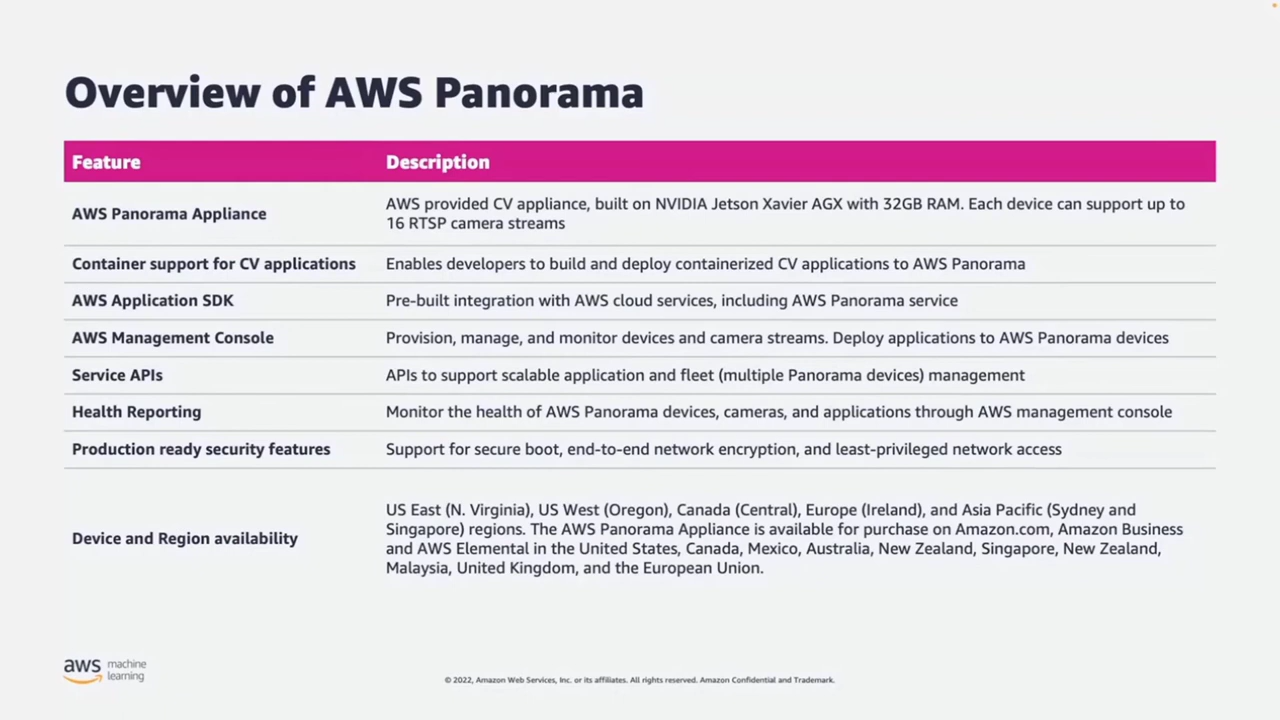 Overview of AWS Panorama
Feature Description
AWS Panorama Appliance
AWS provided CV appliance, built on NVIDIA Jetson Xavier AGX with 32GB RAM. Each device can support up to
16 RTSP camera streams
Container support for CV applications Enables developers to build and deploy containerized CV applications to AWS Panorama
AWS Application SDK Pre-built integration with AWS cloud services, including AWS Panorama service
AWS Management Console Provision, manage, and monitor devices and camera streams. Deploy applications to AWS Panorama devices
Service APIs APIs to support scalable application and fleet (multiple Panorama devices) management
Health Reporting Monitor the health of AWS Panorama devices, cameras, and applications through AWS management console
Production ready security features Support for secure boot, end-to-end network encryption, and least-privileged network access
Device and Region availability
US East (N. Virginia), US West (Oregon), Canada (Central), Europe (Ireland), and Asia Pacific (Sydney and
Singapore) regions. The AWS Panorama Appliance is available for purchase on Amazon.com, Amazon Business
and AWS Elemental in the United States, Canada, Mexico, Australia, New Zealand, Singapore, New Zealand,
Malaysia, United Kingdom, and the European Union.
aws machine
learning
© 2022, Amazon Web Services, Inc. or its affiliates. All rights reserved. Amazon Confidential and Trademark.